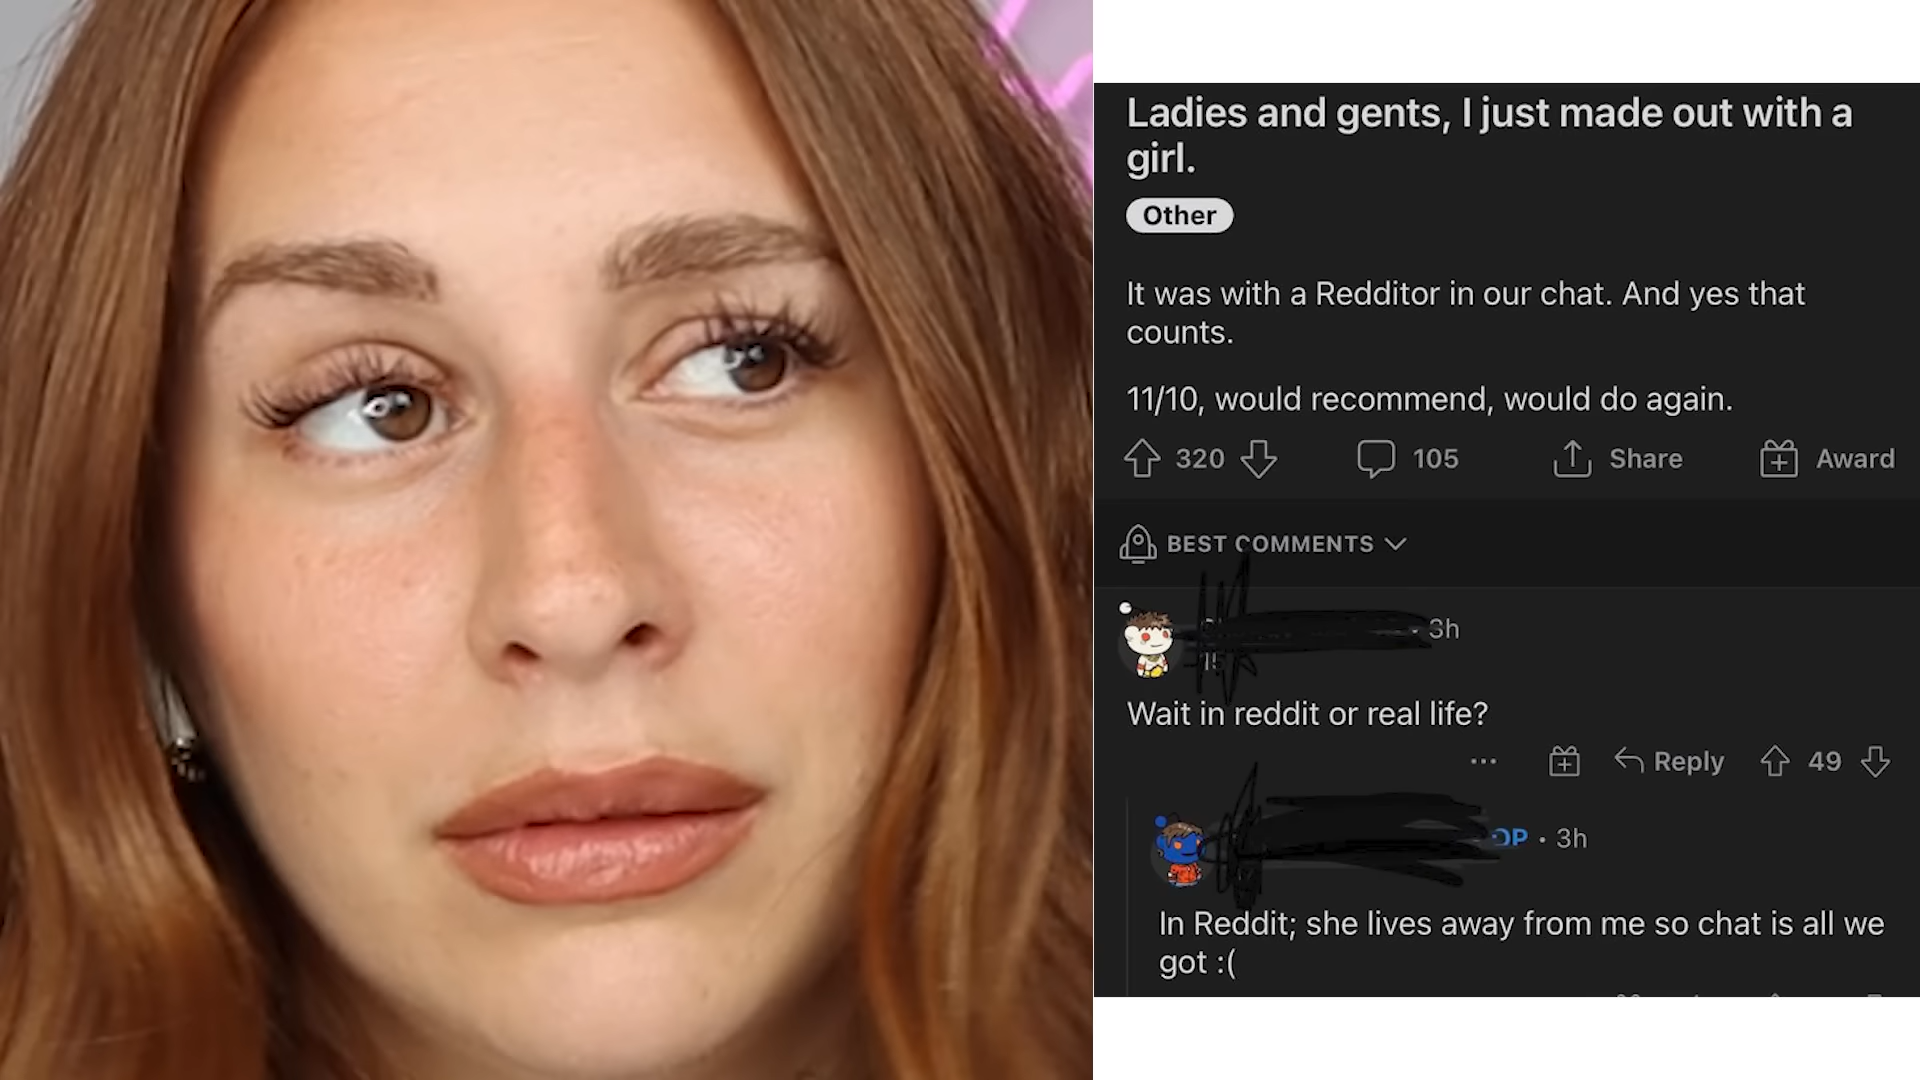 Ladies and gents, I just made out with a
girl.
Other
It was with a Redditor in our chat. And yes that
counts.
11/10, would recommend, would do again.
320 105 Share Award
BEST COMMENTS
3h
Wait in reddit or real life?
Reply 49
OP • 3h
In Reddit; she lives away from me so chat is all we
got :(